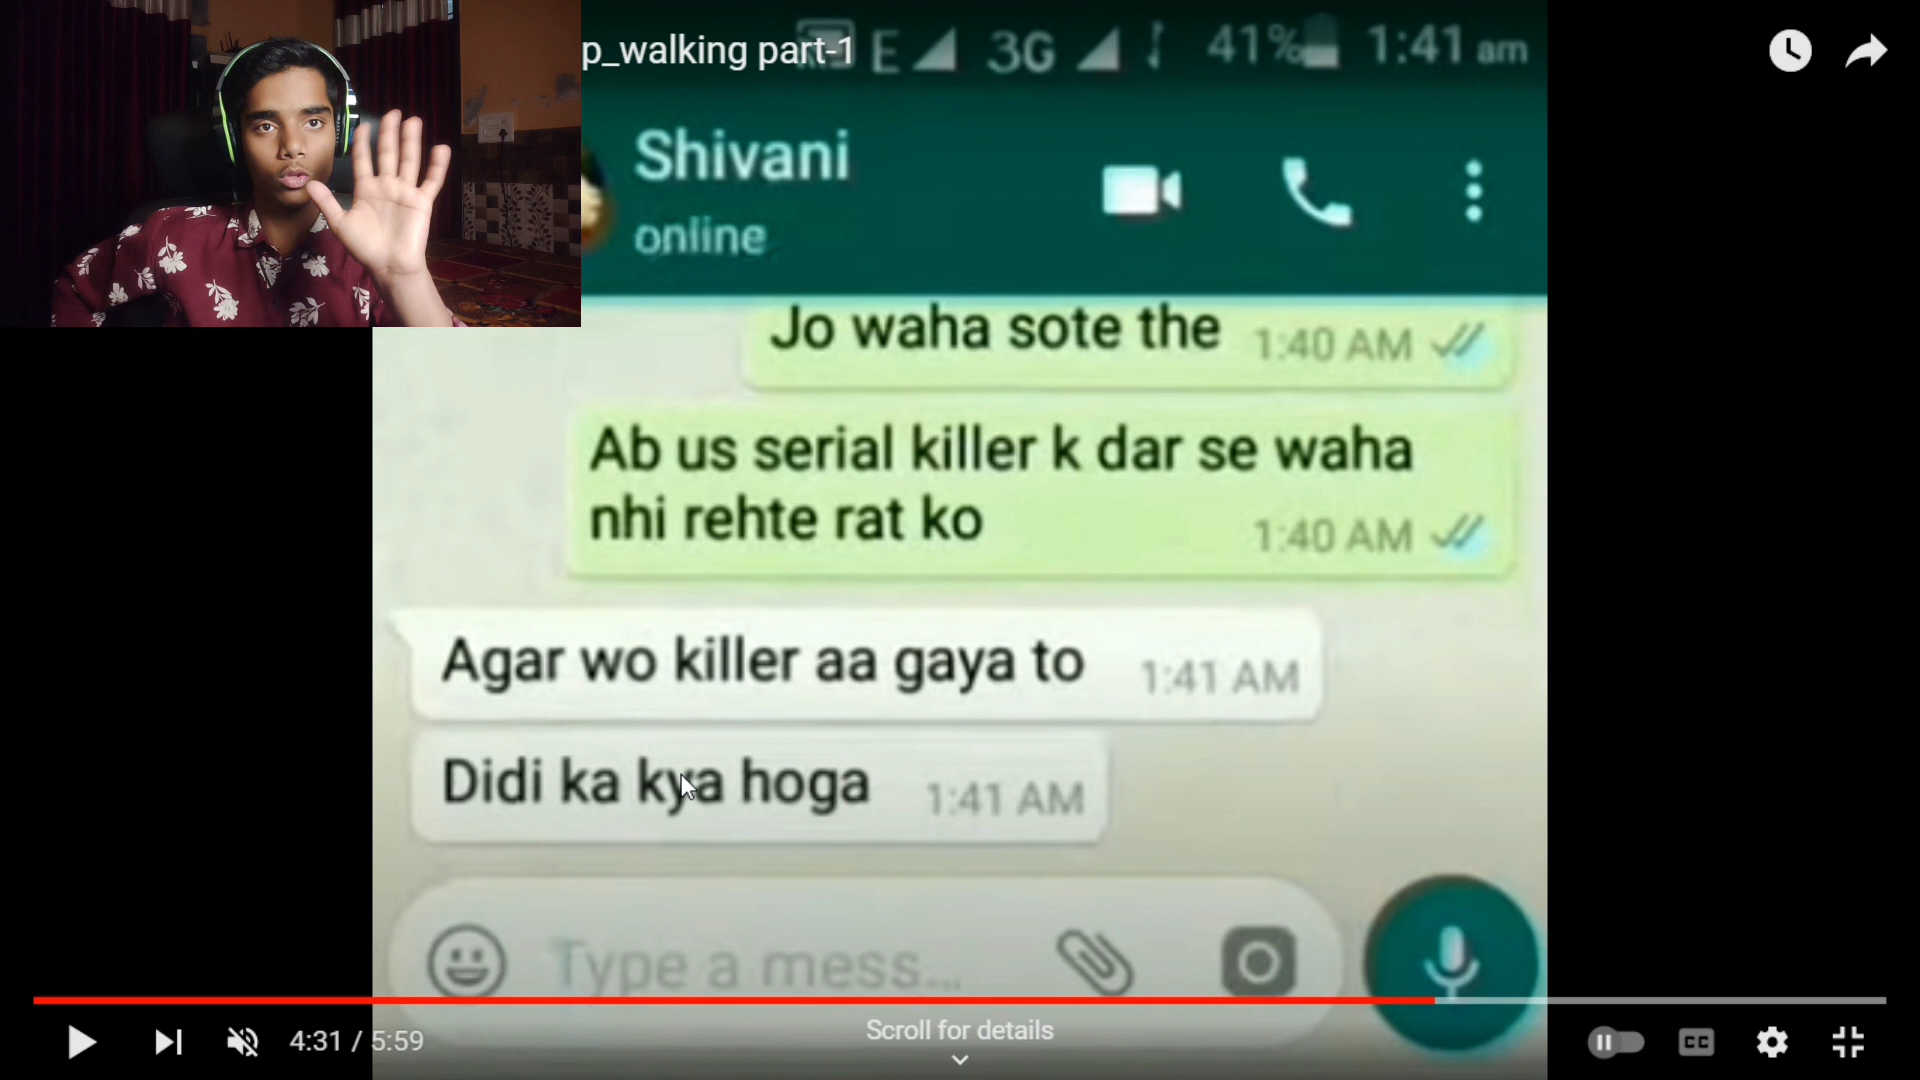 p_walking part-1
E 3G 41% 1:41 am
Shivani
online
Jo waha sote the 1:40 AM
Ab us serial killer k dar se waha
nhi rehte rat ko 1:40 AM
Agar wo killer aa gaya to 1:41 AM
Didi ka kya hoga 1:41 AM
Type a mess...
4:31 / 5:59
Scroll for details
CC